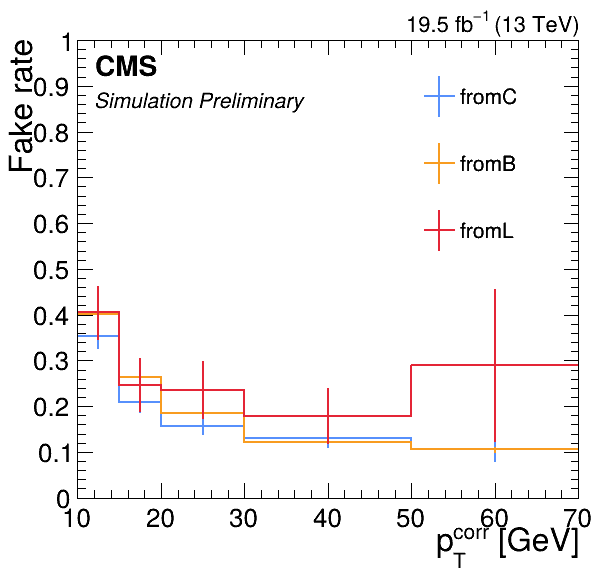 19.5 fb⁻¹ (13 TeV)
CMS
Simulation Preliminary
Fake rate
fromC
fromB
fromL
1
0.9
0.8
0.7
0.6
0.5
0.4
0.3
0.2
0.1
0
10 20 30 40 50 60 70
p_T^corr [GeV]